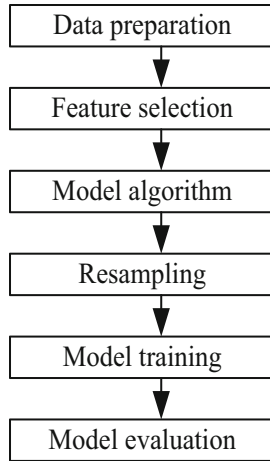 Data preparation
Feature selection
Model algorithm
Resampling
Model training
Model evaluation